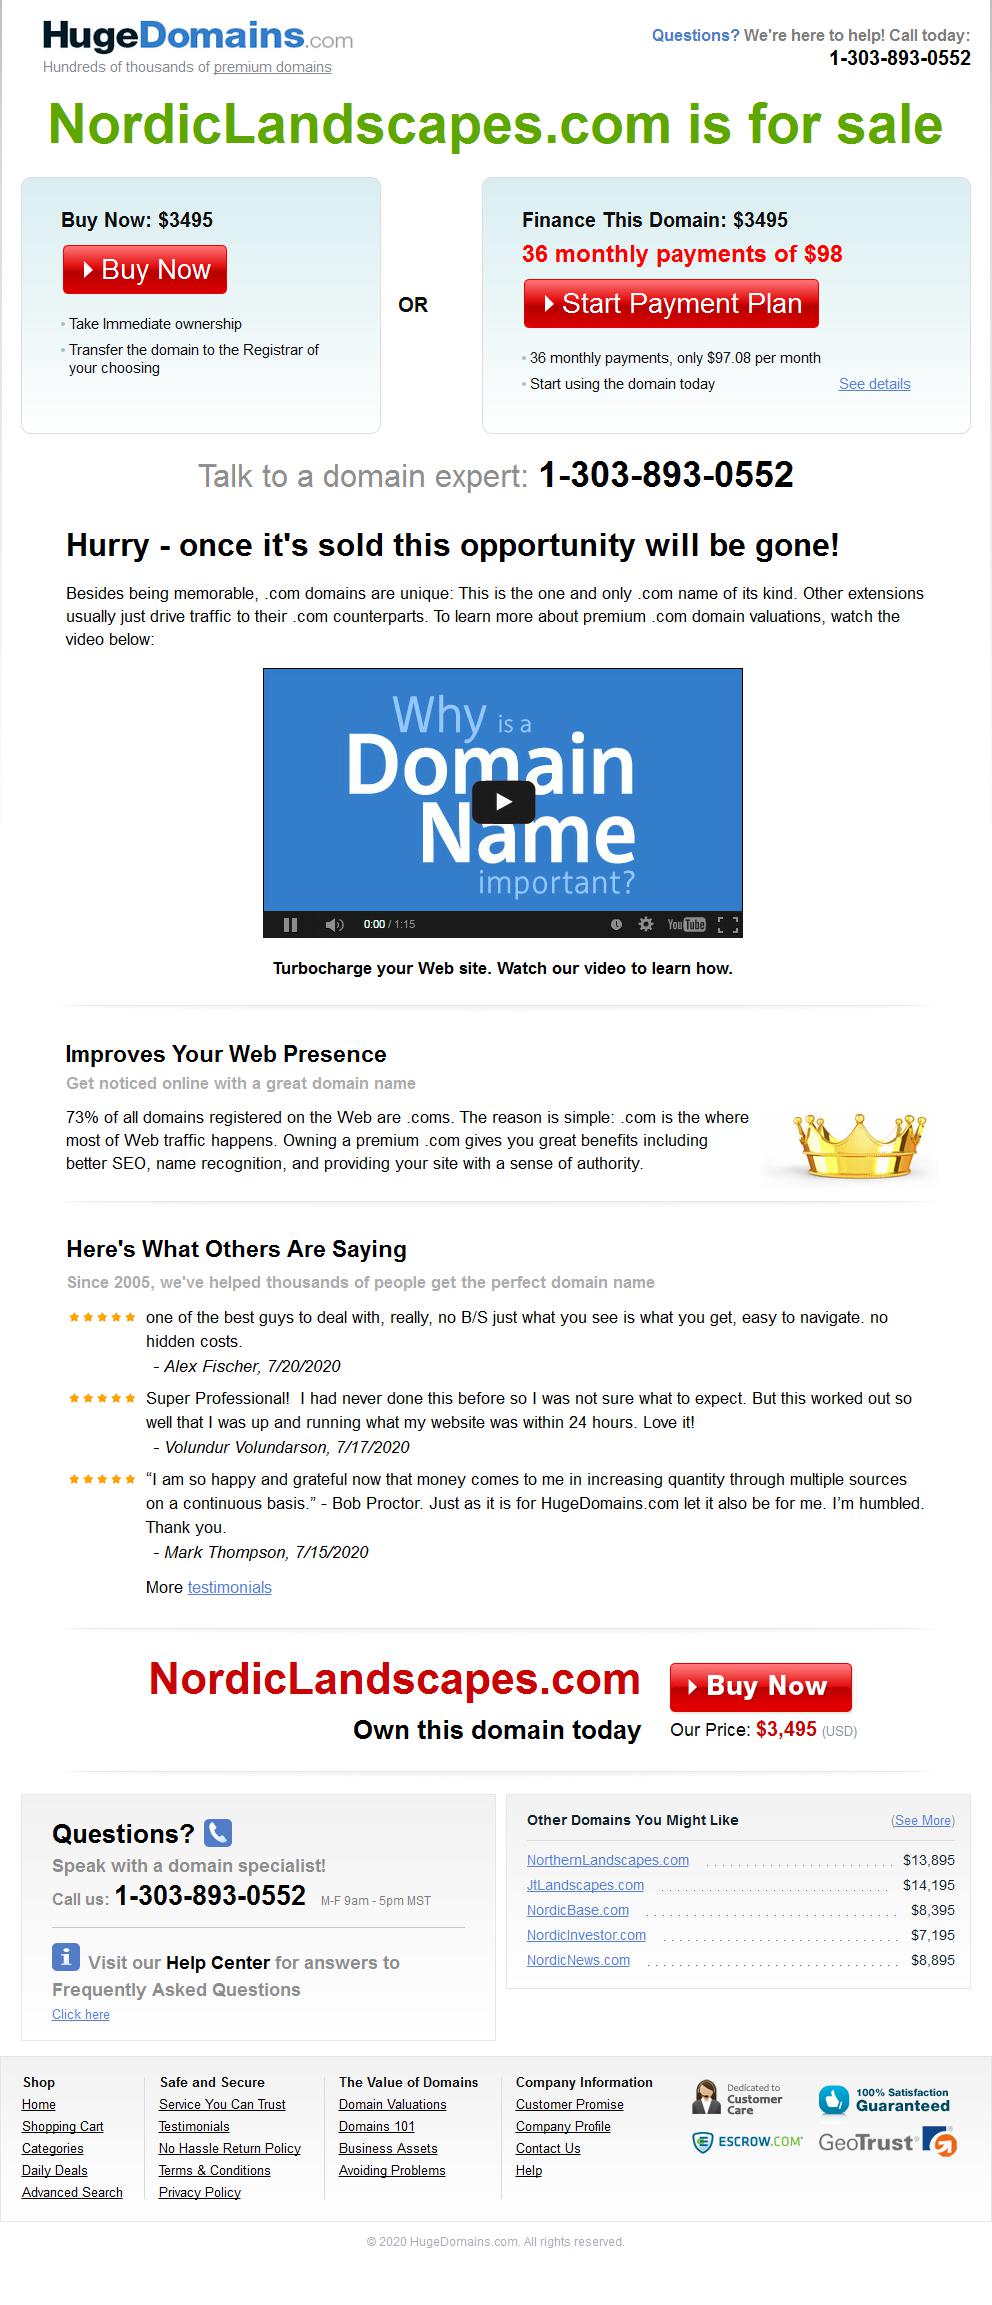 HugeDomains.com
Hundreds of thousands of premium domains
Questions? We're here to help! Call today:
1-303-893-0552
NordicLandscapes.com is for sale
Buy Now: $3495
Buy Now
Take Immediate ownership
Transfer the domain to the Registrar of
your choosing
OR
Finance This Domain: $3495
36 monthly payments of $98
Start Payment Plan
36 monthly payments, only $97.08 per month
Start using the domain today
See details
Talk to a domain expert: 1-303-893-0552
Hurry - once it's sold this opportunity will be gone!
Besides being memorable, .com domains are unique: This is the one and only .com name of its kind. Other extensions
usually just drive traffic to their .com counterparts. To learn more about premium .com domain valuations, watch the
video below:
Why is a
Domain
Name
important?
0:00 / 1:15
YouTube
Turbocharge your Web site. Watch our video to learn how.
Improves Your Web Presence
Get noticed online with a great domain name
73% of all domains registered on the Web are .coms. The reason is simple: .com is the where
most of Web traffic happens. Owning a premium .com gives you great benefits including
better SEO, name recognition, and providing your site with a sense of authority.
Here's What Others Are Saying
Since 2005, we've helped thousands of people get the perfect domain name
one of the best guys to deal with, really, no B/S just what you see is what you get, easy to navigate. no
hidden costs.
- Alex Fischer, 7/20/2020
Super Professional!  I had never done this before so I was not sure what to expect. But this worked out so
well that I was up and running what my website was within 24 hours. Love it!
- Volundur Volundarson, 7/17/2020
“I am so happy and grateful now that money comes to me in increasing quantity through multiple sources
on a continuous basis.” - Bob Proctor. Just as it is for HugeDomains.com let it also be for me. I’m humbled.
Thank you.
- Mark Thompson, 7/15/2020
More testimonials
NordicLandscapes.com
Own this domain today
Buy Now
Our Price: $3,495 (USD)
Questions?
Speak with a domain specialist!
Call us: 1-303-893-0552 M-F 9am - 5pm MST
Visit our Help Center for answers to
Frequently Asked Questions
Click here
Other Domains You Might Like (See More)
NorthernLandscapes.com $13,895
JtLandscapes.com $14,195
NordicBase.com $8,395
NordicInvestor.com $7,195
NordicNews.com $8,895
Shop
Home
Shopping Cart
Categories
Daily Deals
Advanced Search
Safe and Secure
Service You Can Trust
Testimonials
No Hassle Return Policy
Terms & Conditions
Privacy Policy
The Value of Domains
Domain Valuations
Domains 101
Business Assets
Avoiding Problems
Company Information
Customer Promise
Company Profile
Contact Us
Help
Dedicated to
Customer
Care
100% Satisfaction
Guaranteed
ESCROW.COM
GeoTrust
© 2020 HugeDomains.com. All rights reserved.